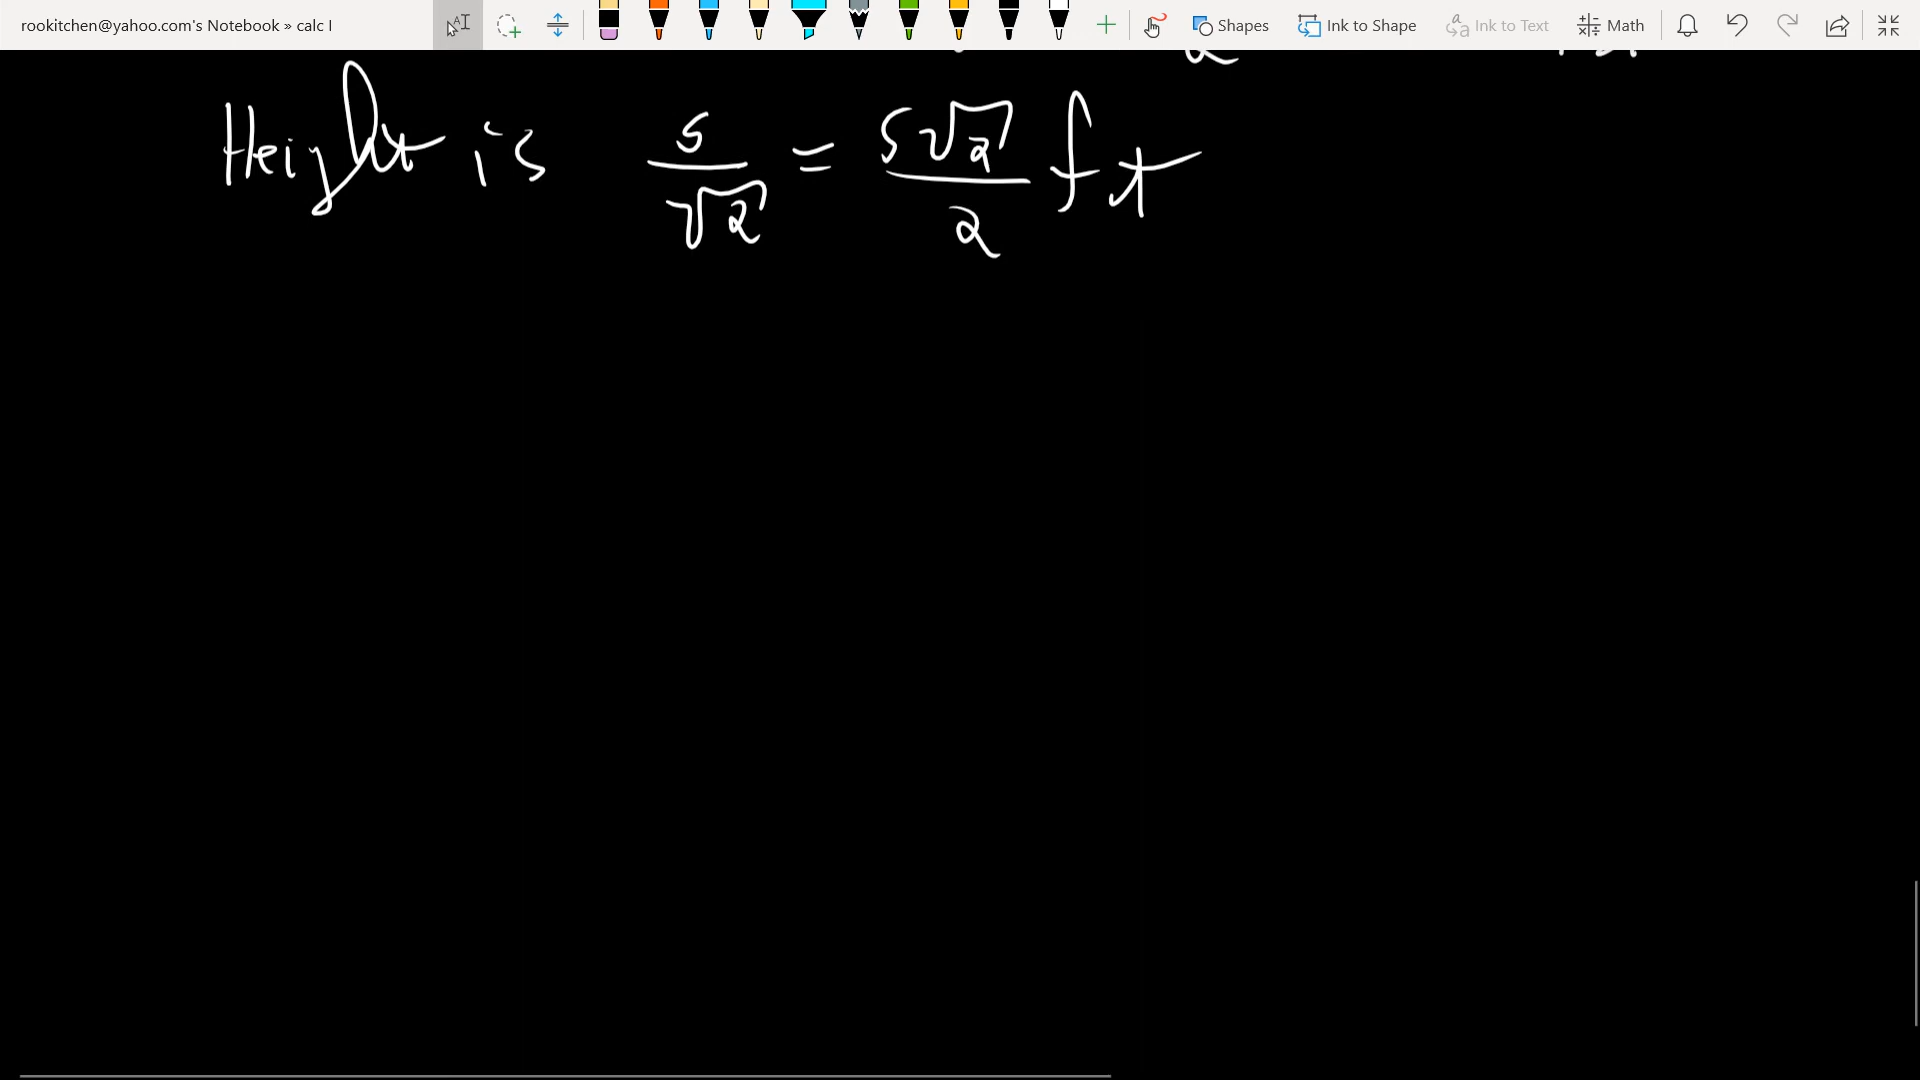 rookitchen@yahoo.com's Notebook » calc I Shapes Ink to Shape Ink to Text Math
Height is 5/√2 = 5√2/2 ft